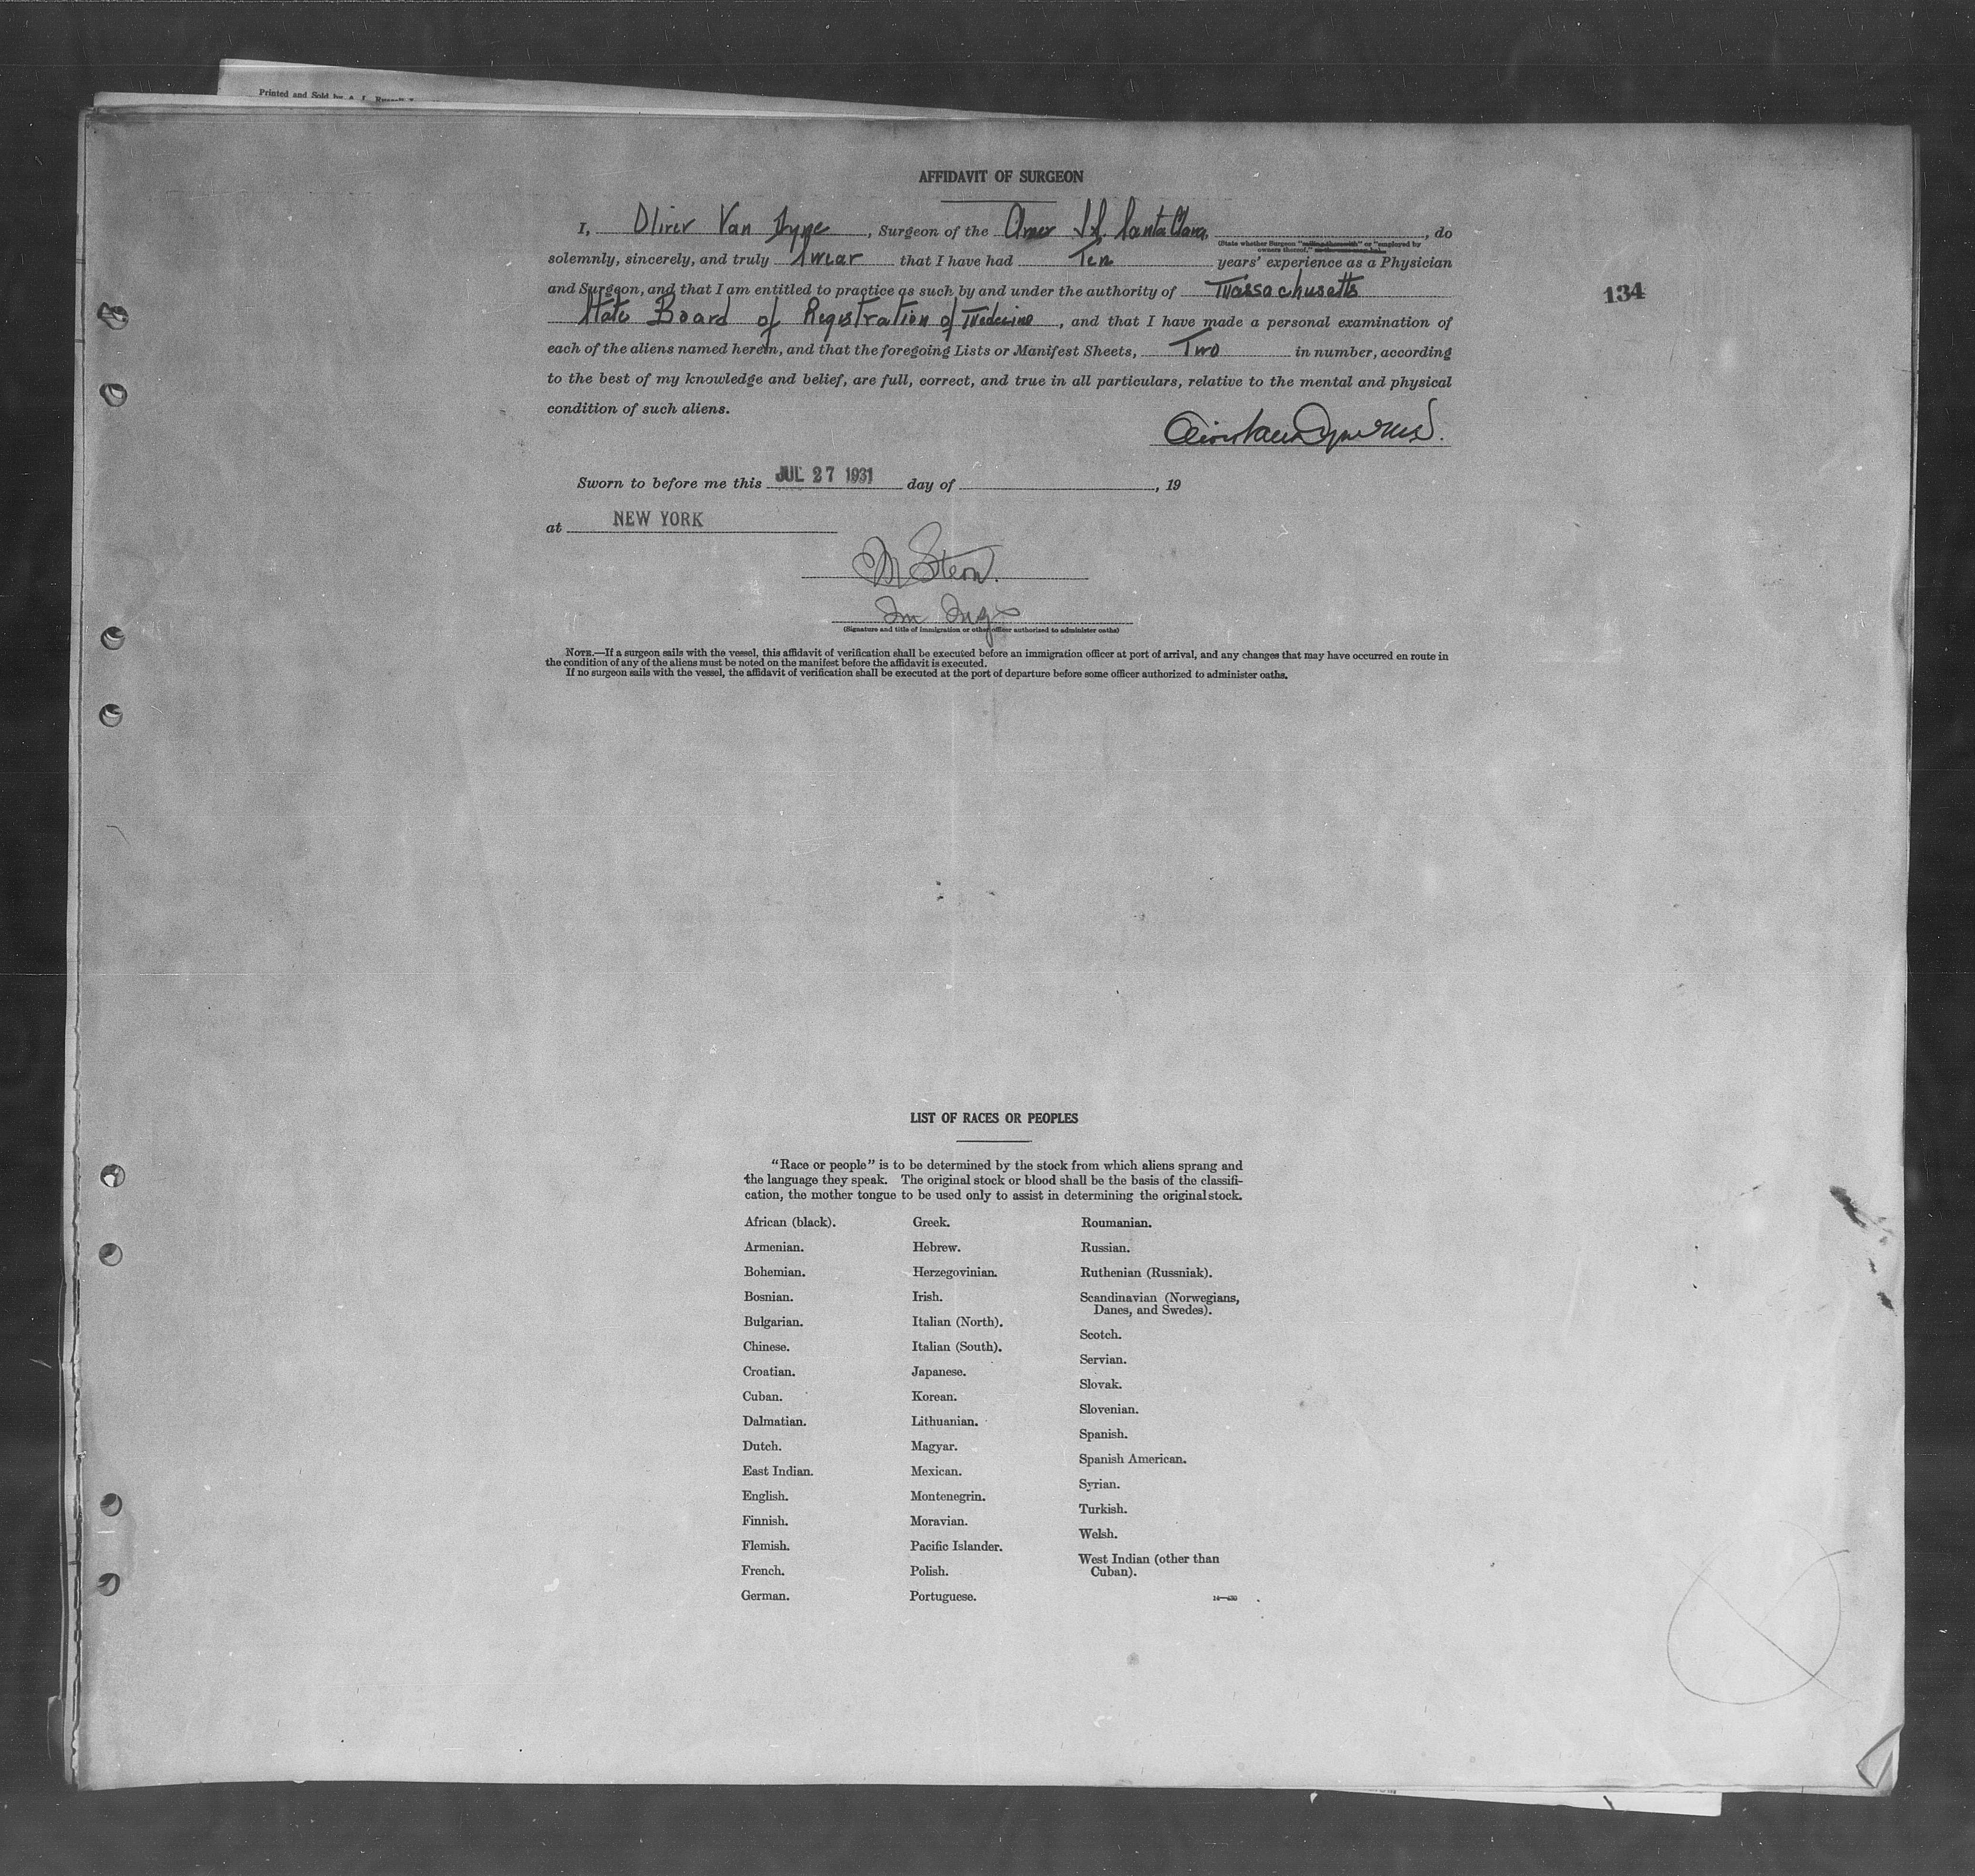 Printed and Sold by A. L. Russell
AFFIDAVIT OF SURGEON
I, Oliver Van Dyne, Surgeon of the Amer S.S. Santa Clara, do
(State whether Surgeon "sailing therewith" or "employed by
owners thereof,"
solemnly, sincerely, and truly swear that I have had Ten years' experience as a Physician
and Surgeon, and that I am entitled to practice as such by and under the authority of Massachusetts
134
State Board of Registration of Medecine, and that I have made a personal examination of
each of the aliens named herein, and that the foregoing Lists or Manifest Sheets, Two in number, according
to the best of my knowledge and belief, are full, correct, and true in all particulars, relative to the mental and physical
condition of such aliens.
Sworn to before me this JUL 27 1931 day of , 19
at NEW YORK
M Stern.
Im Insp
(Signature and title of immigration or other officer authorized to administer oaths)
NOTE.—If a surgeon sails with the vessel, this affidavit of verification shall be executed before an immigration officer at port of arrival, and any changes that may have occurred en route in
the condition of any of the aliens must be noted on the manifest before the affidavit is executed.
If no surgeon sails with the vessel, the affidavit of verification shall be executed at the port of departure before some officer authorized to administer oaths.
LIST OF RACES OR PEOPLES
"Race or people" is to be determined by the stock from which aliens sprang and
the language they speak. The original stock or blood shall be the basis of the classifi-
cation, the mother tongue to be used only to assist in determining the original stock.
African (black).
Armenian.
Bohemian.
Bosnian.
Bulgarian.
Chinese.
Croatian.
Cuban.
Dalmatian.
Dutch.
East Indian.
English.
Finnish.
Flemish.
French.
German.
Greek.
Hebrew.
Herzegovinian.
Irish.
Italian (North).
Italian (South).
Japanese.
Korean.
Lithuanian.
Magyar.
Mexican.
Montenegrin.
Moravian.
Pacific Islander.
Polish.
Portuguese.
Roumanian.
Russian.
Ruthenian (Russniak).
Scandinavian (Norwegians,
Danes, and Swedes).
Scotch.
Servian.
Slovak.
Slovenian.
Spanish.
Spanish American.
Syrian.
Turkish.
Welsh.
West Indian (other than
Cuban).